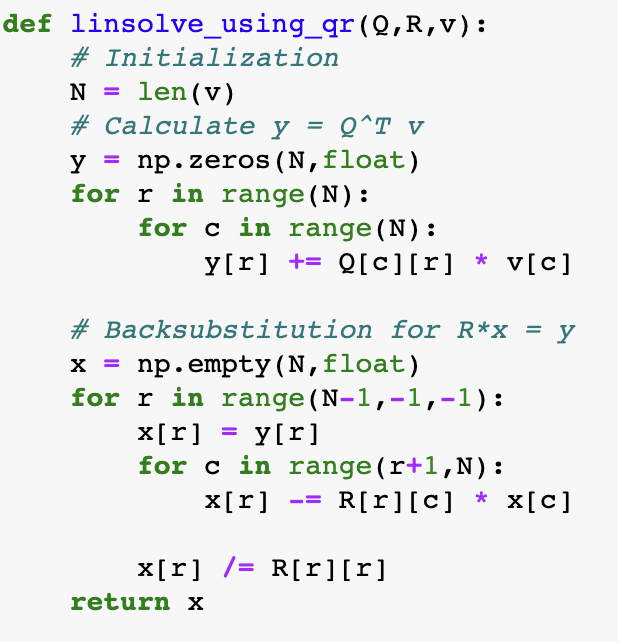 def linsolve_using_qr(Q,R,v):
    # Initialization
    N = len(v)
    # Calculate y = Q^T v
    y = np.zeros(N,float)
    for r in range(N):
        for c in range(N):
            y[r] += Q[c][r] * v[c]

    # Backsubstitution for R*x = y
    x = np.empty(N,float)
    for r in range(N-1,-1,-1):
        x[r] = y[r]
        for c in range(r+1,N):
            x[r] -= R[r][c] * x[c]

        x[r] /= R[r][r]
    return x